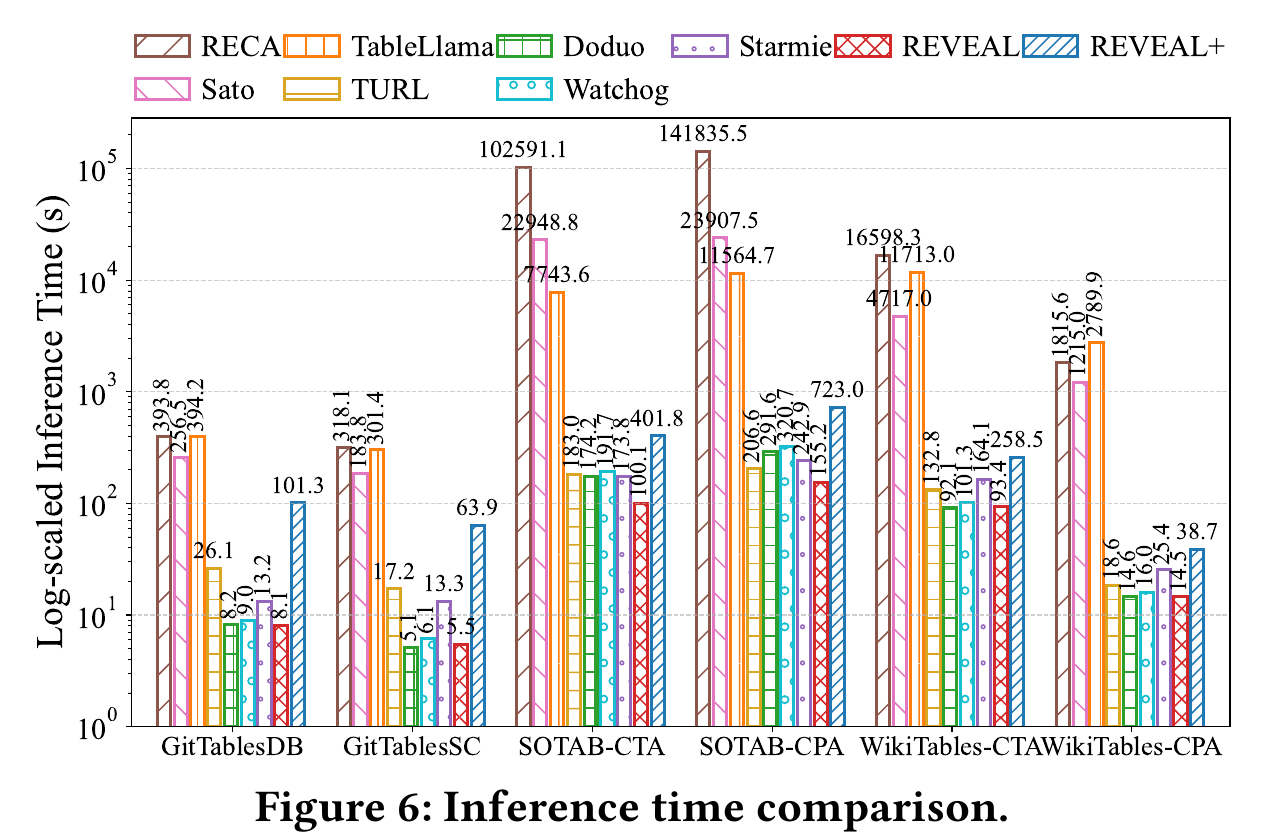 RECA TableLlama Doduo Starmie REVEAL REVEAL+
Sato TURL Watchog
Log-scaled Inference Time (s)
10^5
10^4
10^3
10^2
10^1
10^0
393.8 256.5 394.2 26.1 8.2 9.0 13.2 8.1 101.3
318.1 183.8 301.4 17.2 5.1 6.1 13.3 5.5 63.9
102591.1 22948.8 7743.6 183.0 174.2 191.7 173.8 100.1 401.8
141835.5 23907.5 11564.7 206.6 291.6 320.7 242.9 155.2 723.0
16598.3 4717.0 11713.0 132.8 92.1 101.3 164.1 93.4 258.5
1815.6 1215.0 2789.9 18.6 14.6 16.0 25.4 14.5 38.7
GitTablesDB GitTablesSC SOTAB-CTA SOTAB-CPA WikiTables-CTA WikiTables-CPA
Figure 6: Inference time comparison.